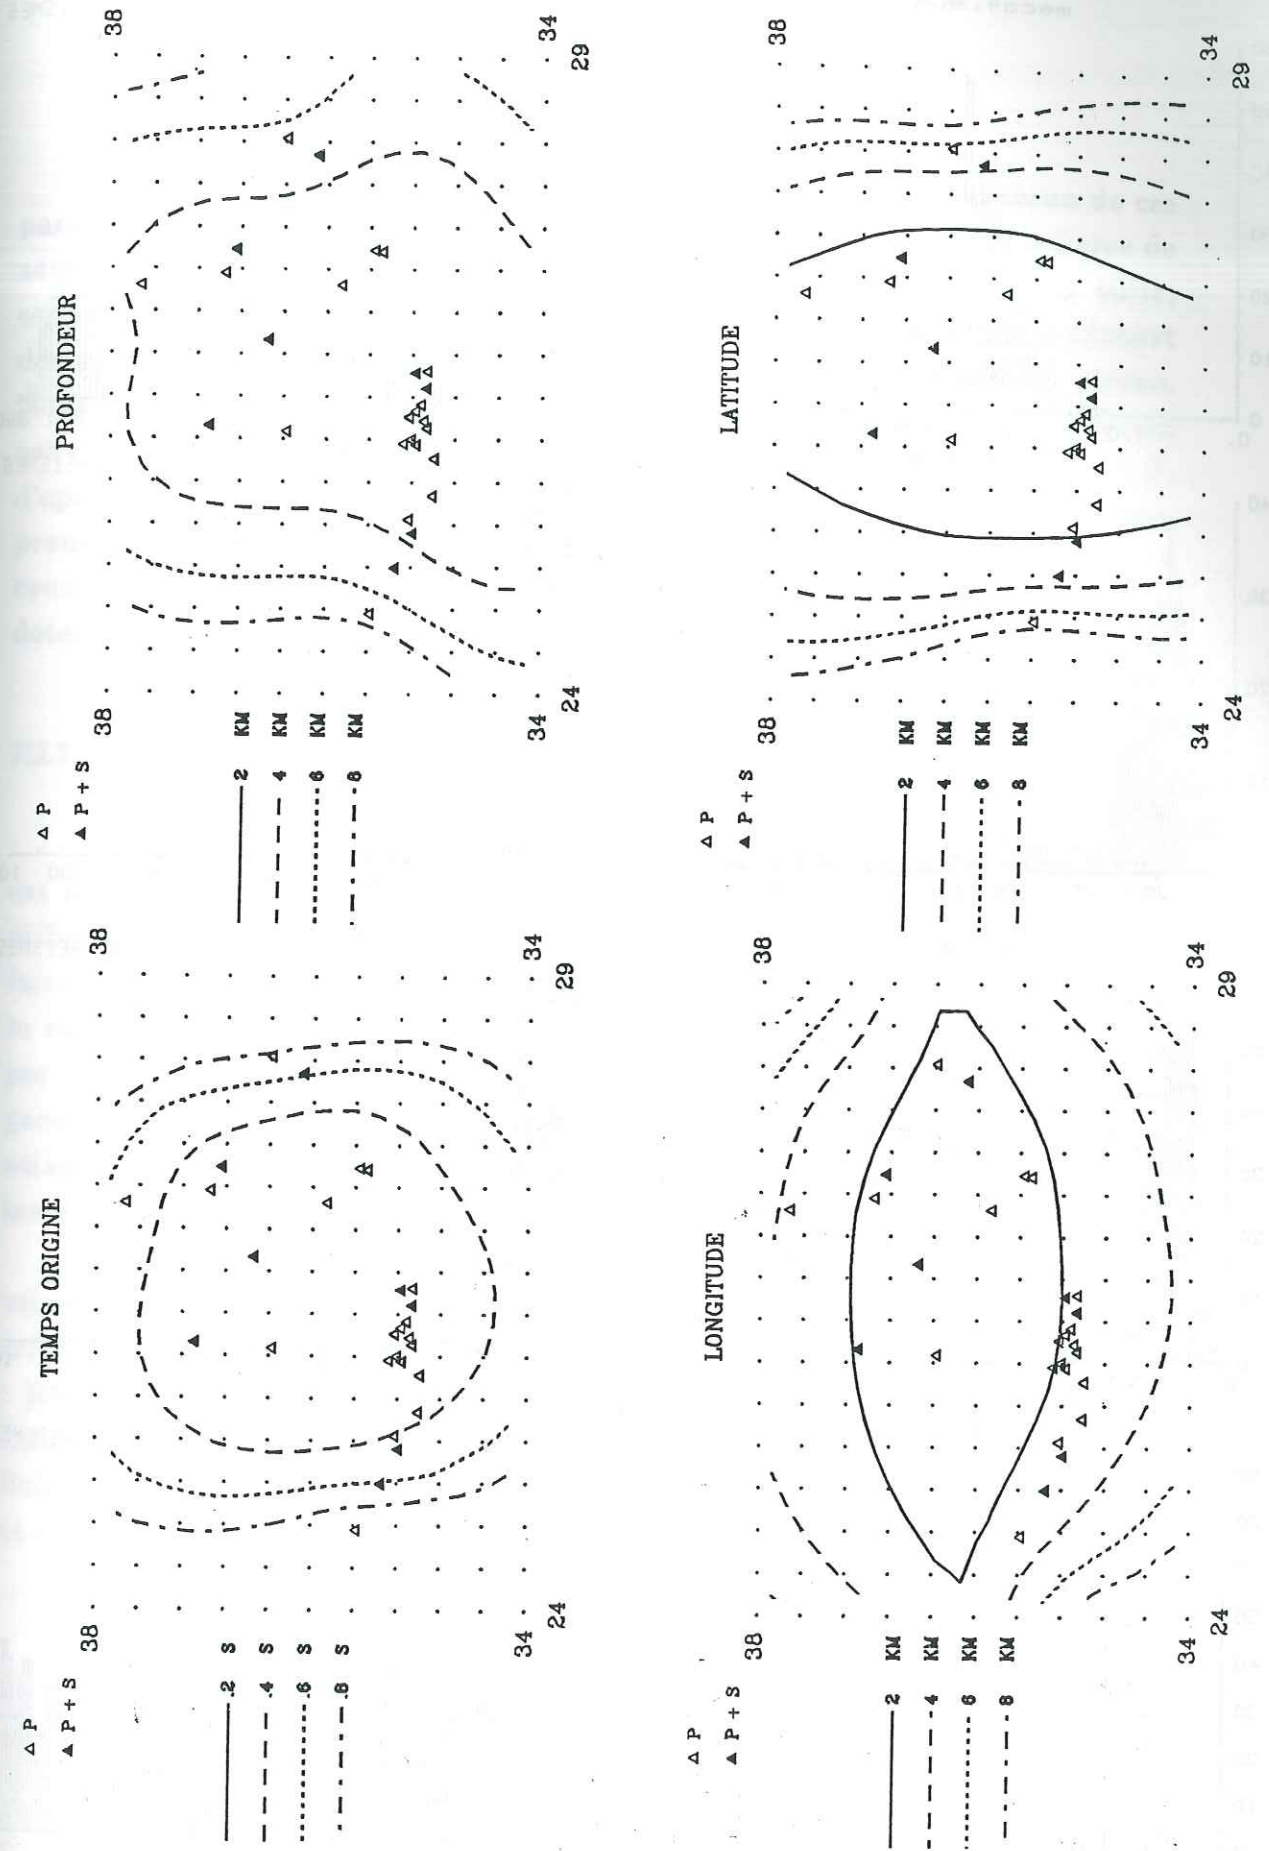 TEMPS ORIGINE
△ P
▲ P + S
.2 S
.4 S
.6 S
.8 S
38
38
34
34
24
29
PROFONDEUR
△ P
▲ P + S
2 KM
4 KM
6 KM
8 KM
38
38
34
34
24
29
LONGITUDE
△ P
▲ P + S
2 KM
4 KM
6 KM
8 KM
38
38
34
34
24
29
LATITUDE
△ P
▲ P + S
2 KM
4 KM
6 KM
8 KM
38
38
34
34
24
29